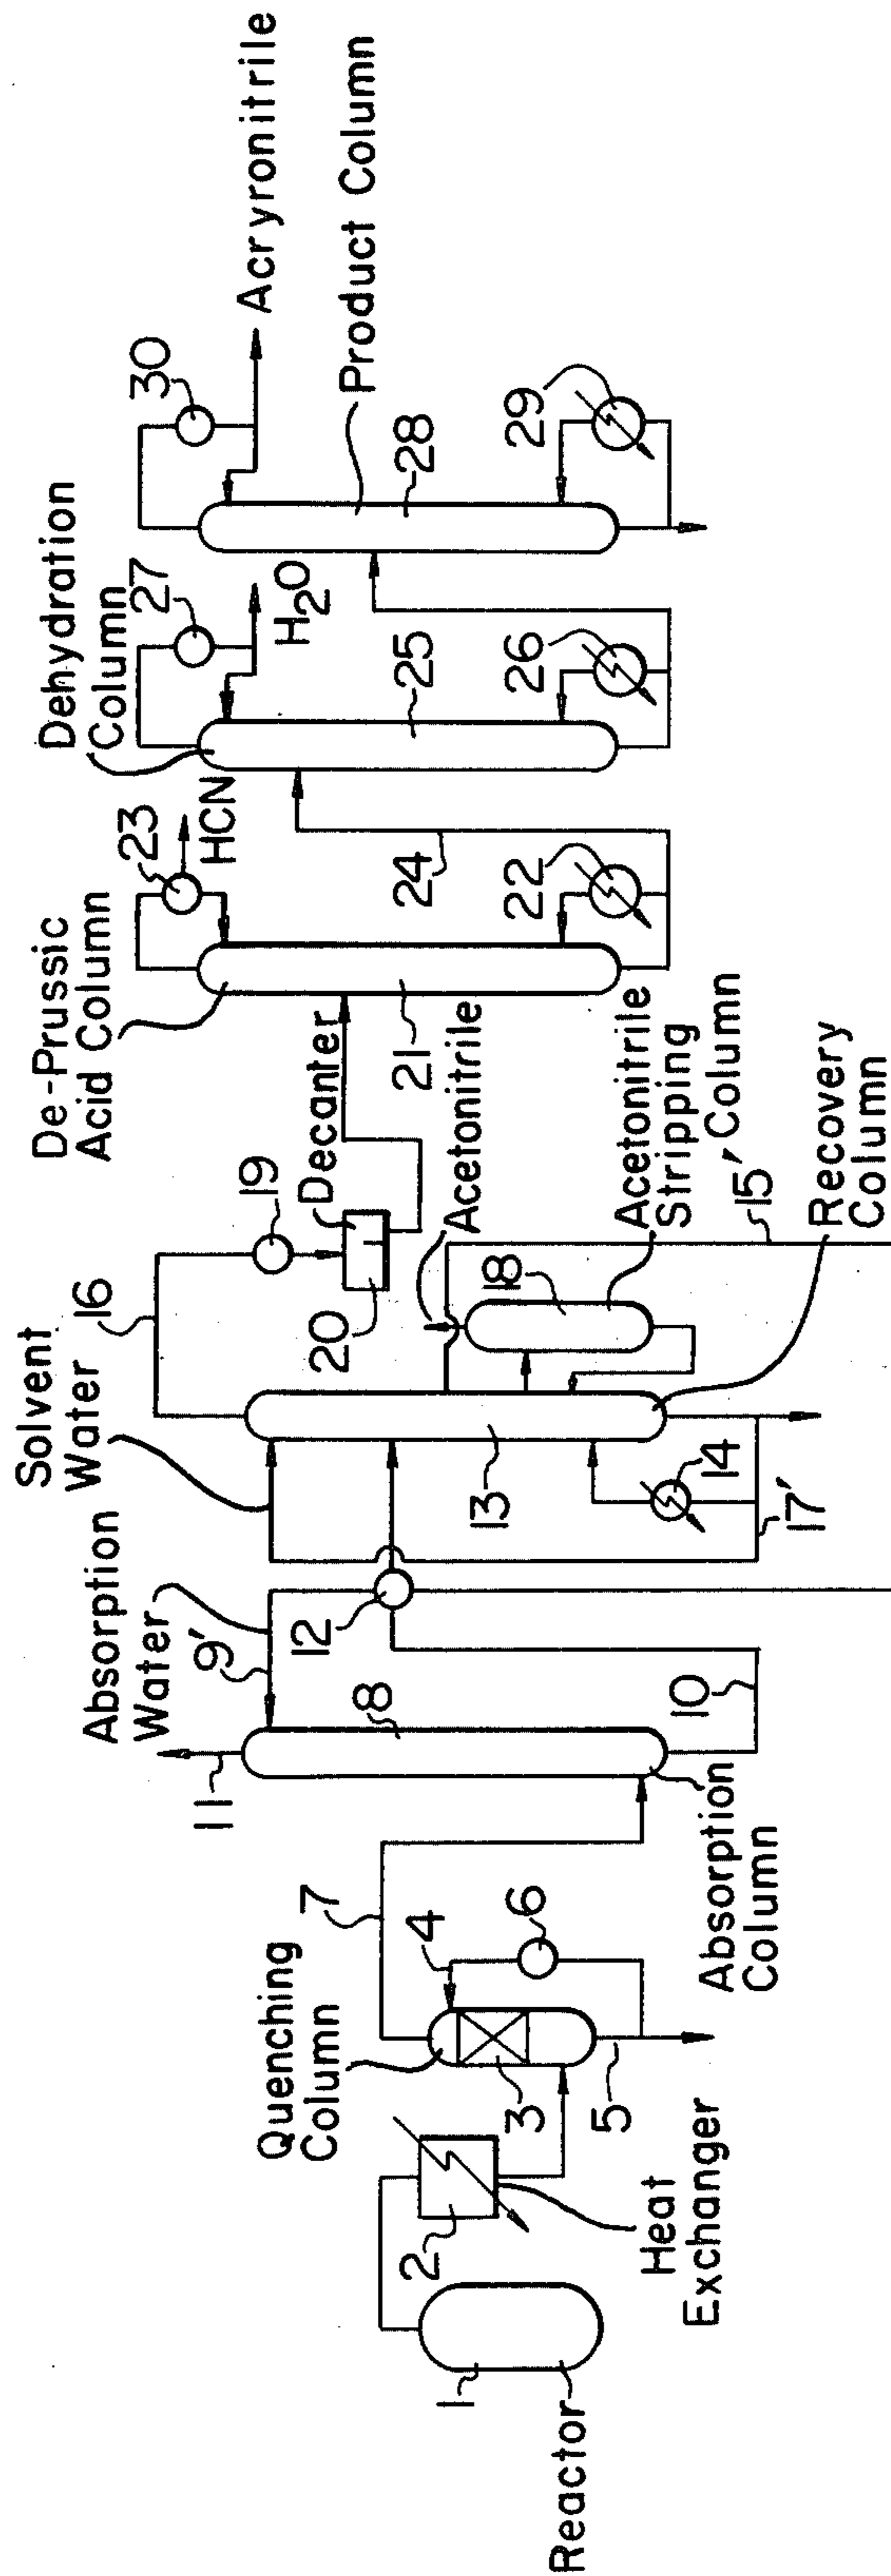 Reactor
1
2
Heat
Exchanger
Quenching
Column
3
4
5
6
7
Absorption
Column
8
Absorption
Water
9'
10
11
12
Solvent
Water
13
14
17'
16
Recovery
Column
15'
Acetonitrile
Stripping
Column
18
Acetonitrile
19
20
Decanter
De-Prussic
Acid Column
21
22
23
HCN
24
Dehydration
Column
25
26
27
H2O
Product Column
28
29
30
Acryronitrile